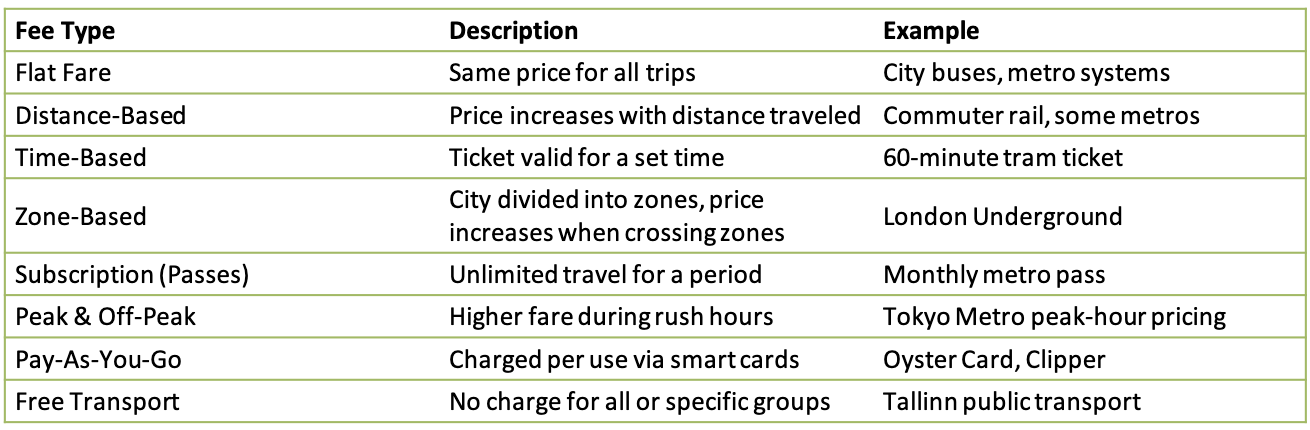 Fee Type Description Example
Flat Fare Same price for all trips City buses, metro systems
Distance-Based Price increases with distance traveled Commuter rail, some metros
Time-Based Ticket valid for a set time 60-minute tram ticket
Zone-Based City divided into zones, price
increases when crossing zones London Underground
Subscription (Passes) Unlimited travel for a period Monthly metro pass
Peak & Off-Peak Higher fare during rush hours Tokyo Metro peak-hour pricing
Pay-As-You-Go Charged per use via smart cards Oyster Card, Clipper
Free Transport No charge for all or specific groups Tallinn public transport